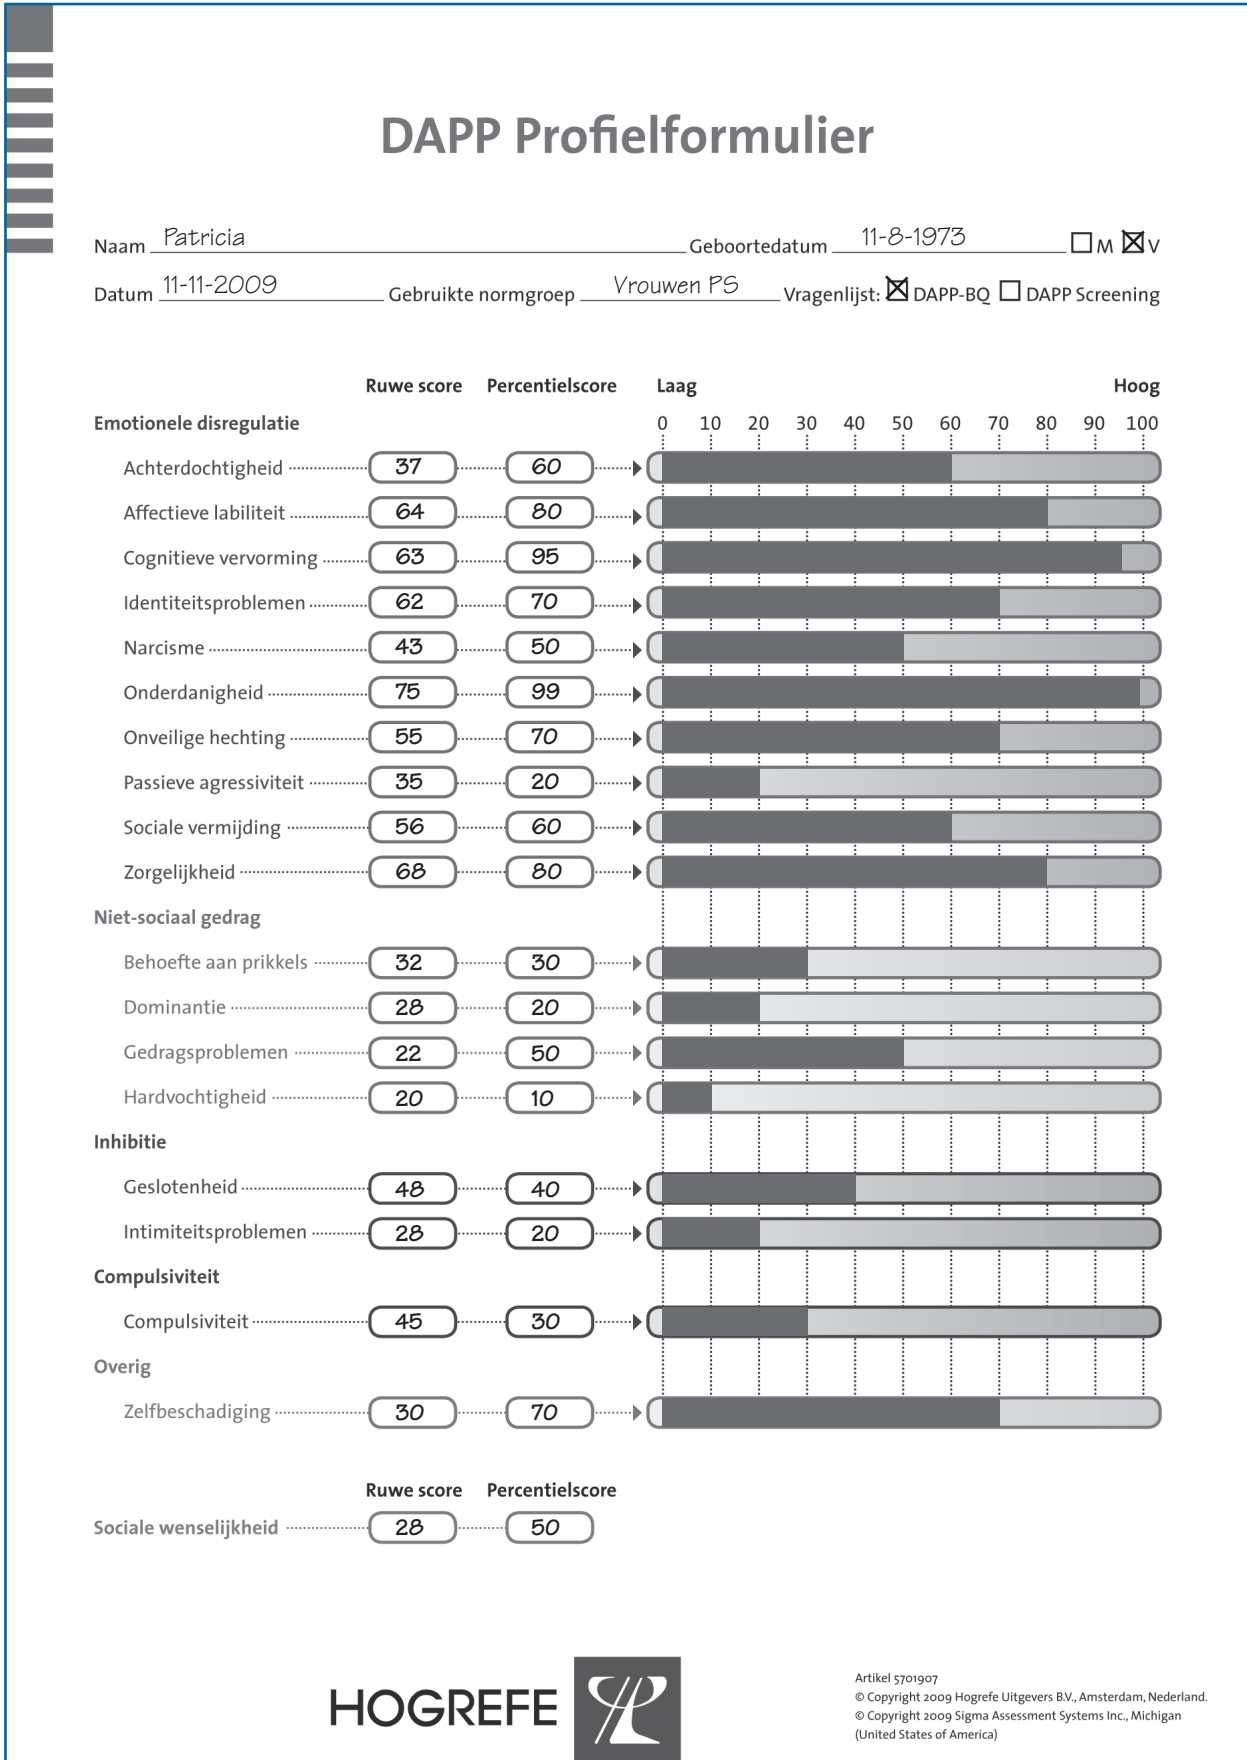 DAPP Profielformulier
Naam Patricia Geboortedatum 11-8-1973 M V
Datum 11-11-2009 Gebruikte normgroep Vrouwen PS Vragenlijst: DAPP-BQ DAPP Screening
Ruwe score Percentielscore Laag Hoog
Emotionele disregulatie 0 10 20 30 40 50 60 70 80 90 100
Achterdochtigheid 37 60
Affectieve labiliteit 64 80
Cognitieve vervorming 63 95
Identiteitsproblemen 62 70
Narcisme 43 50
Onderdanigheid 75 99
Onveilige hechting 55 70
Passieve agressiviteit 35 20
Sociale vermijding 56 60
Zorgelijkheid 68 80
Niet-sociaal gedrag
Behoefte aan prikkels 32 30
Dominantie 28 20
Gedragsproblemen 22 50
Hardvochtigheid 20 10
Inhibitie
Geslotenheid 48 40
Intimiteitsproblemen 28 20
Compulsiviteit
Compulsiviteit 45 30
Overig
Zelfbeschadiging 30 70
Ruwe score Percentielscore
Sociale wenselijkheid 28 50
HOGREFE
Artikel 5701907
© Copyright 2009 Hogrefe Uitgevers B.V., Amsterdam, Nederland.
© Copyright 2009 Sigma Assessment Systems Inc., Michigan
(United States of America)